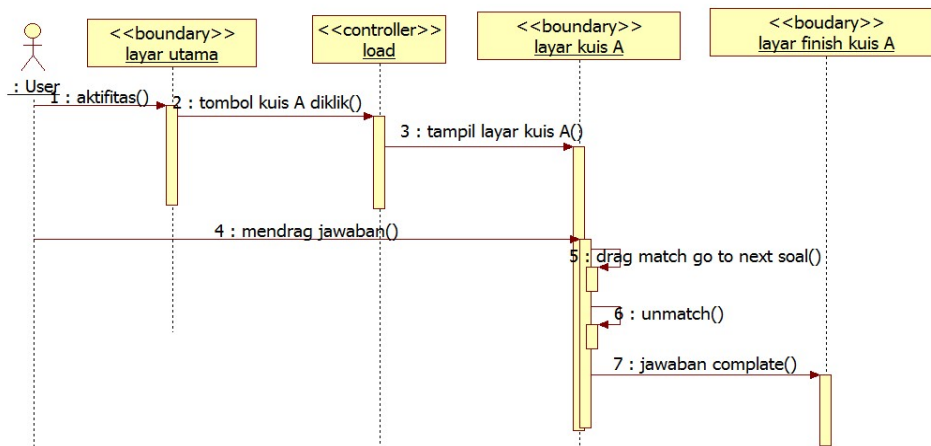 <<boundary>>
layar utama
<<controller>>
load
<<boundary>>
layar kuis A
<<boudary>>
layar finish kuis A
: User
1 : aktifitas()
2 : tombol kuis A diklik()
3 : tampil layar kuis A()
4 : mendrag jawaban()
5 : drag match go to next soal()
6 : unmatch()
7 : jawaban complate()